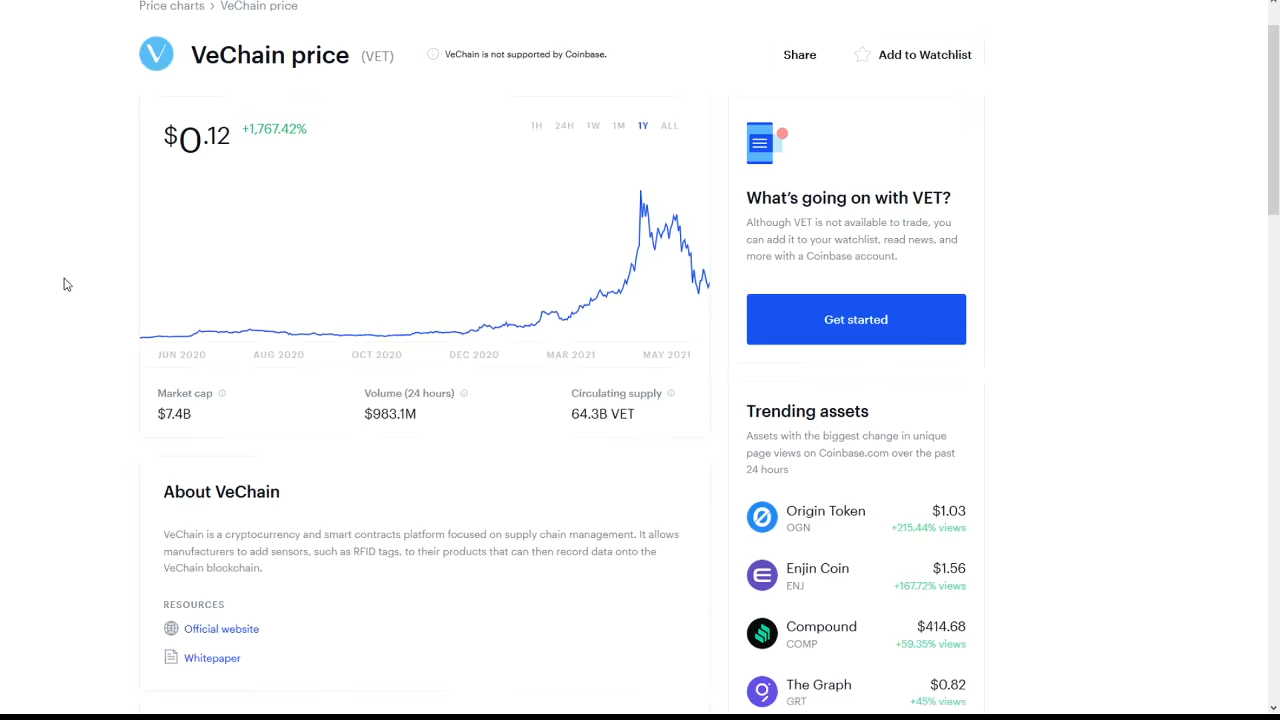 Price charts › VeChain price
VeChain price (VET)
VeChain is not supported by Coinbase.
Share
Add to Watchlist
$0.12 +1,767.42%
1H 24H 1W 1M 1Y ALL
JUN 2020 AUG 2020 OCT 2020 DEC 2020 MAR 2021 MAY 2021
Market cap
$7.4B
Volume (24 hours)
$983.1M
Circulating supply
64.3B VET
About VeChain
VeChain is a cryptocurrency and smart contracts platform focused on supply chain management. It allows
manufacturers to add sensors, such as RFID tags, to their products that can then record data onto the
VeChain blockchain.
RESOURCES
Official website
Whitepaper
What's going on with VET?
Although VET is not available to trade, you
can add it to your watchlist, read news, and
more with a Coinbase account.
Get started
Trending assets
Assets with the biggest change in unique
page views on Coinbase.com over the past
24 hours
Origin Token $1.03
OGN +215.44% views
Enjin Coin $1.56
ENJ +167.72% views
Compound $414.68
COMP +59.35% views
The Graph $0.82
GRT +45% views